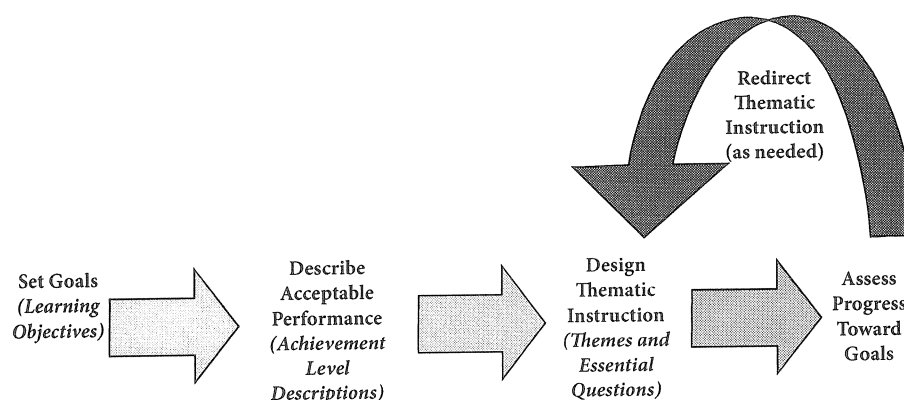 Redirect
Thematic
Instruction
(as needed)
Set Goals
(Learning
Objectives)
Describe
Acceptable
Performance
(Achievement
Level
Descriptions)
Design
Thematic
Instruction
(Themes and
Essential
Questions)
Assess
Progress
Toward
Goals